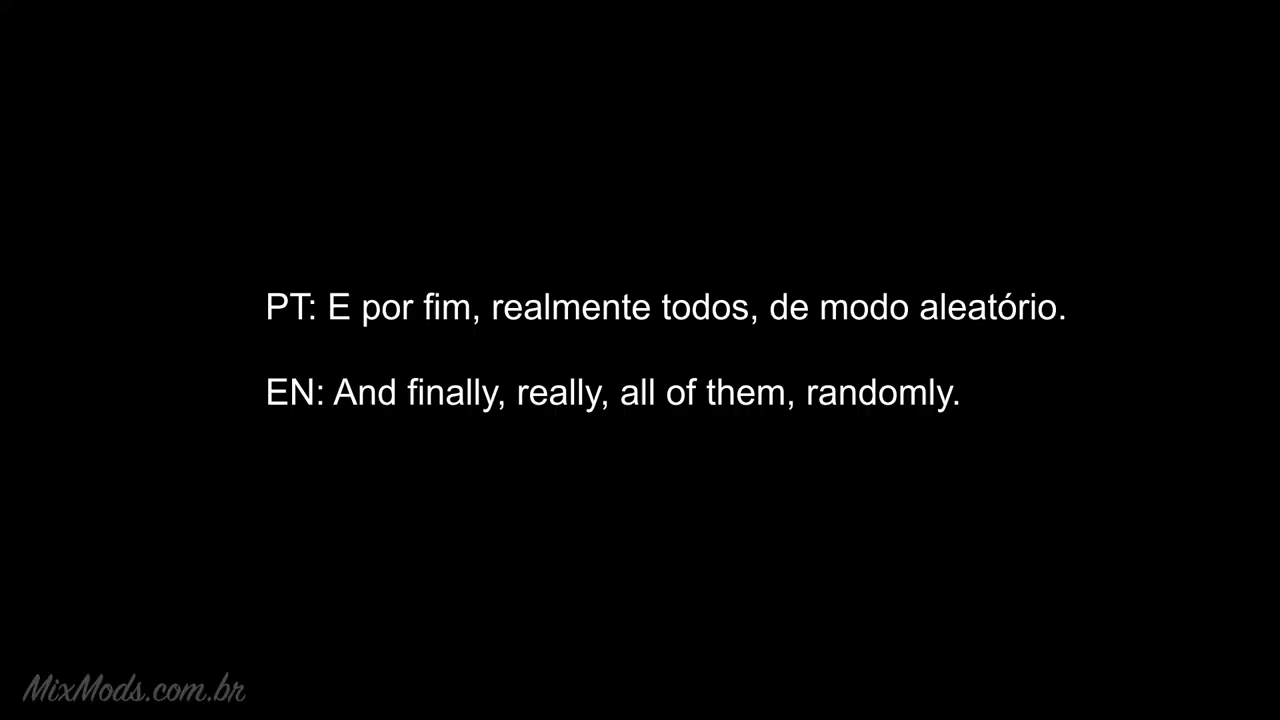 PT: E por fim, realmente todos, de modo aleatório.
EN: And finally, really, all of them, randomly.
MixMods.com.br